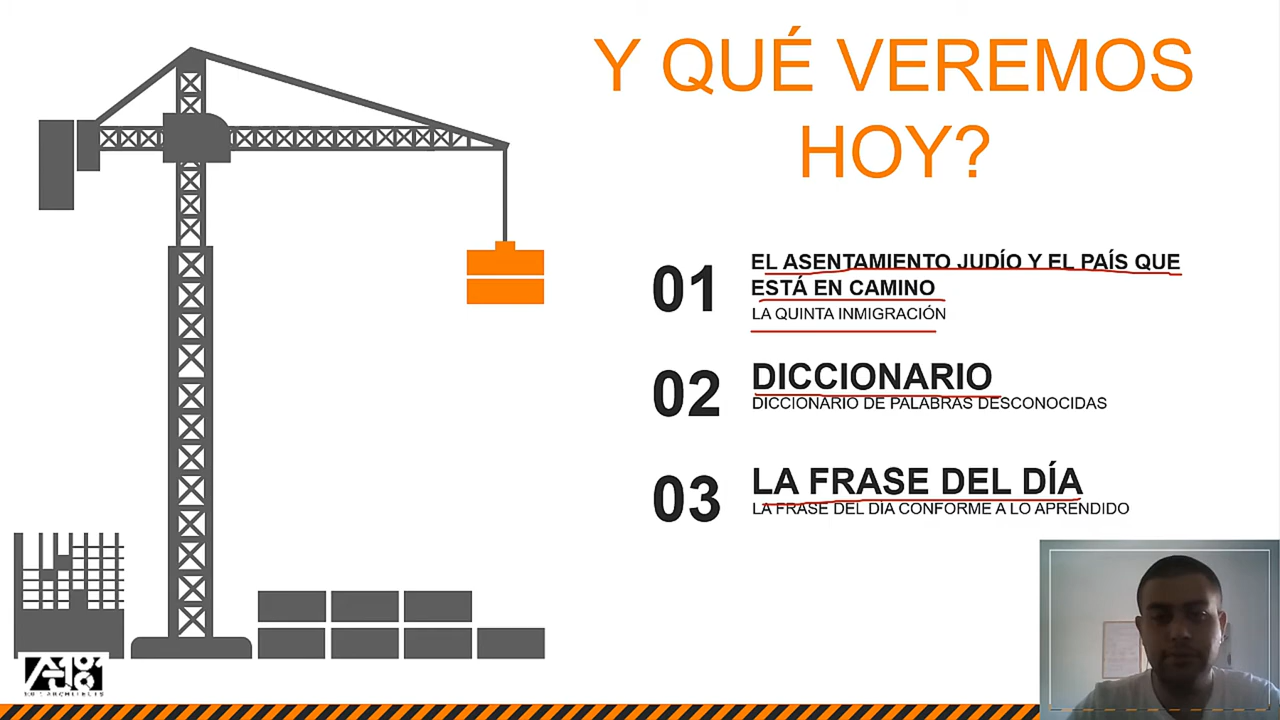 Y QUÉ VEREMOS
HOY?
01
EL ASENTAMIENTO JUDÍO Y EL PAÍS QUE
ESTÁ EN CAMINO
LA QUINTA INMIGRACIÓN
02
DICCIONARIO
DICCIONARIO DE PALABRAS DESCONOCIDAS
03
LA FRASE DEL DÍA
LA FRASE DEL DIA CONFORME A LO APRENDIDO